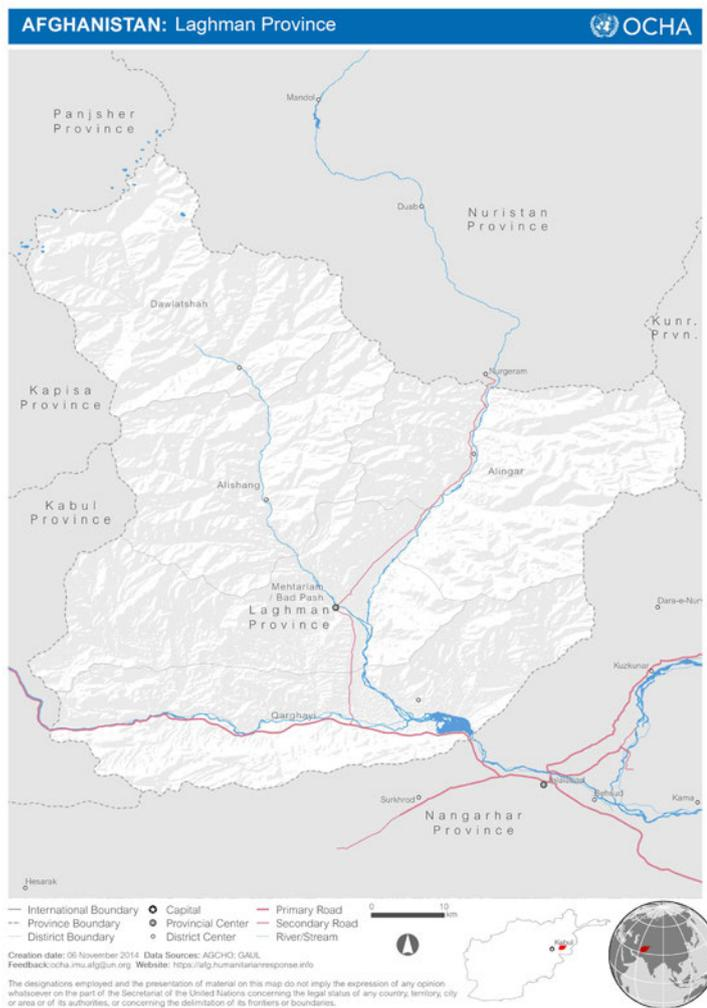 AFGHANISTAN: Laghman Province
OCHA
Mandol
Panjsher
Province
Duab
Nuristan
Province
Dawlatshah
Kunr.
Prvn.
Nurgeram
Kapisa
Province
Alingar
Alishang
Kabul
Province
Mehtarlam
/ Bad Pash
Laghman
Province
Dara-e-Nur
Kuzkunar
Qarghayi
Jalalabad
Behsud
Kama
Surkhrod
Nangarhar
Province
Hesarak
International Boundary
Province Boundary
District Boundary
Capital
Provincial Center
District Center
Primary Road
Secondary Road
River/Stream
0 10
km
Kabul
Creation date: 06 November 2014 Data Sources: AGCHO; GAUL
Feedback:ocha.imu.afg@un.org Website: https://afg.humanitarianresponse.info
The designations employed and the presentation of material on this map do not imply the expression of any opinion
whatsoever on the part of the Secretariat of the United Nations concerning the legal status of any country, territory, city
or area or of its authorities, or concerning the delimitation of its frontiers or boundaries.